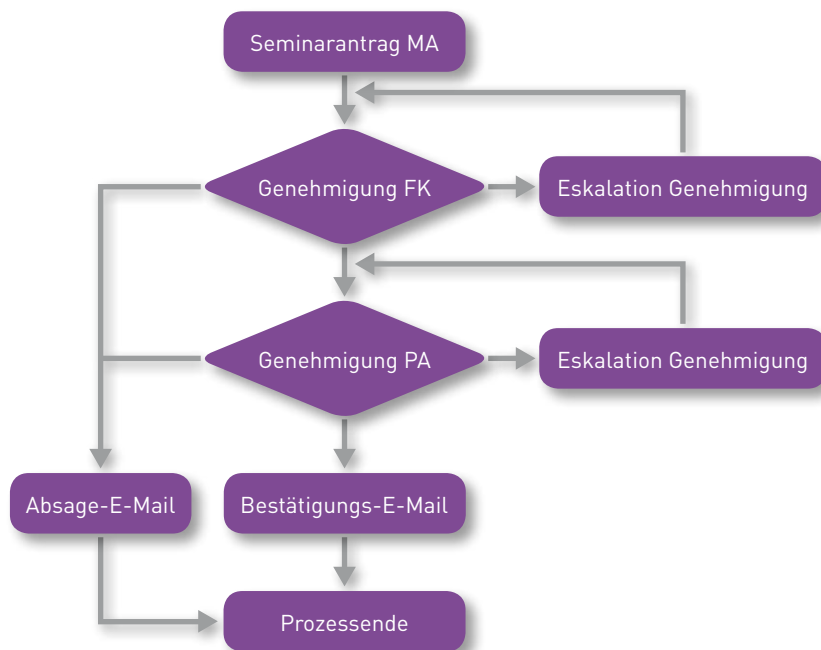 Seminarantrag MA
Genehmigung FK
Eskalation Genehmigung
Genehmigung PA
Eskalation Genehmigung
Absage-E-Mail
Bestätigungs-E-Mail
Prozessende